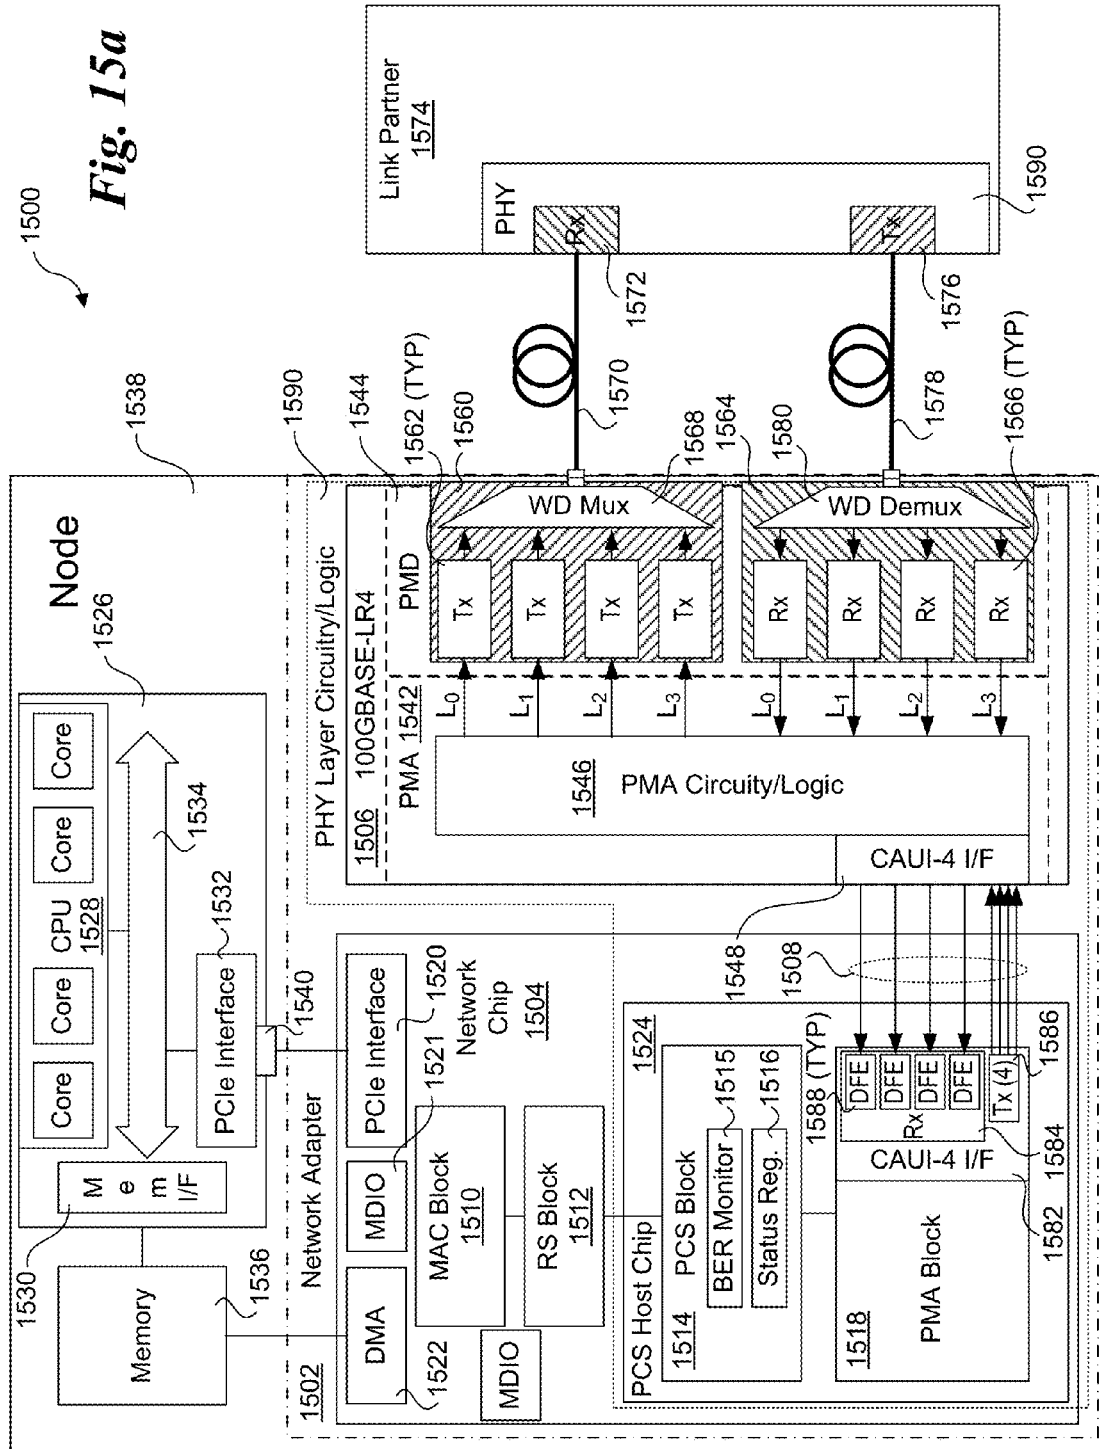 Fig. 15a
1500
Node
1538
1526
Core
Core
Core
Core
CPU
1528
1534
1532
PCIe Interface
1540
M
e
m
I/F
1530
Memory
1536
1502
Network Adapter
DMA
1522
MDIO
1521
PCIe Interface
1520
Network
Chip
1504
MAC Block
1510
RS Block
1512
MDIO
PCS Host Chip
1524
1514
PCS Block
BER Monitor
1515
Status Reg.
1516
1518
PMA Block
CAUI-4 I/F
1582
Rx
1584
DFE
DFE
DFE
DFE
1588 (TYP)
Tx (4)
1586
1508
1548
PHY Layer Circuitry/Logic
1590
1506
100GBASE-LR4
1544
PMA 1542
PMD
1546
PMA Circuity/Logic
CAUI-4 I/F
L0
L1
L2
L3
L0
L1
L2
L3
Tx
Tx
Tx
Tx
Rx
Rx
Rx
Rx
WD Mux
WD Demux
1562 (TYP)
1560
1568
1564
1580
1566 (TYP)
1570
1578
Link Partner
1574
PHY
Rx
1572
Tx
1576
1590